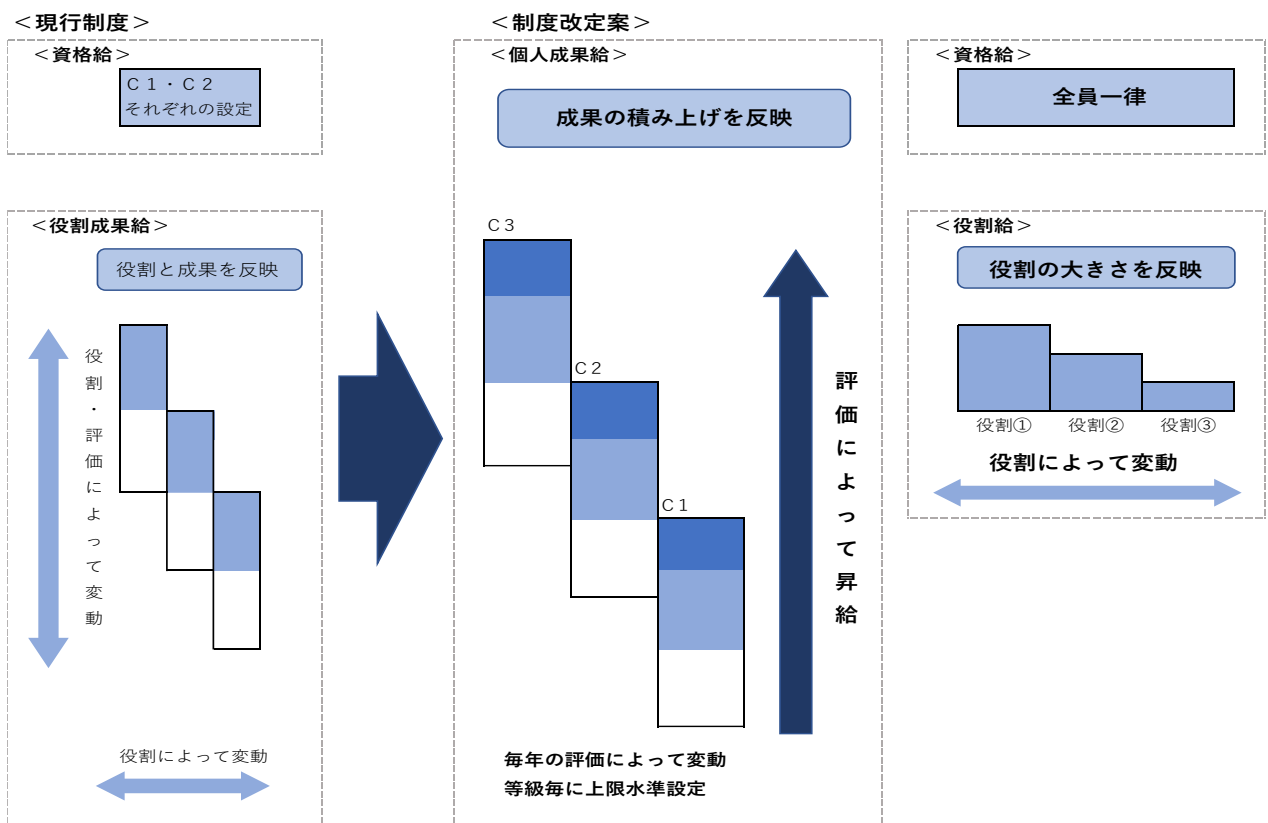 ＜現行制度＞
＜資格給＞
Ｃ１・Ｃ２
それぞれの設定
＜役割成果給＞
役割と成果を反映
役割・評価によって変動
役割によって変動
＜制度改定案＞
＜個人成果給＞
成果の積み上げを反映
Ｃ３
Ｃ２
Ｃ１
評価によって昇給
毎年の評価によって変動
等級毎に上限水準設定
＜資格給＞
全員一律
＜役割給＞
役割の大きさを反映
役割①
役割②
役割③
役割によって変動